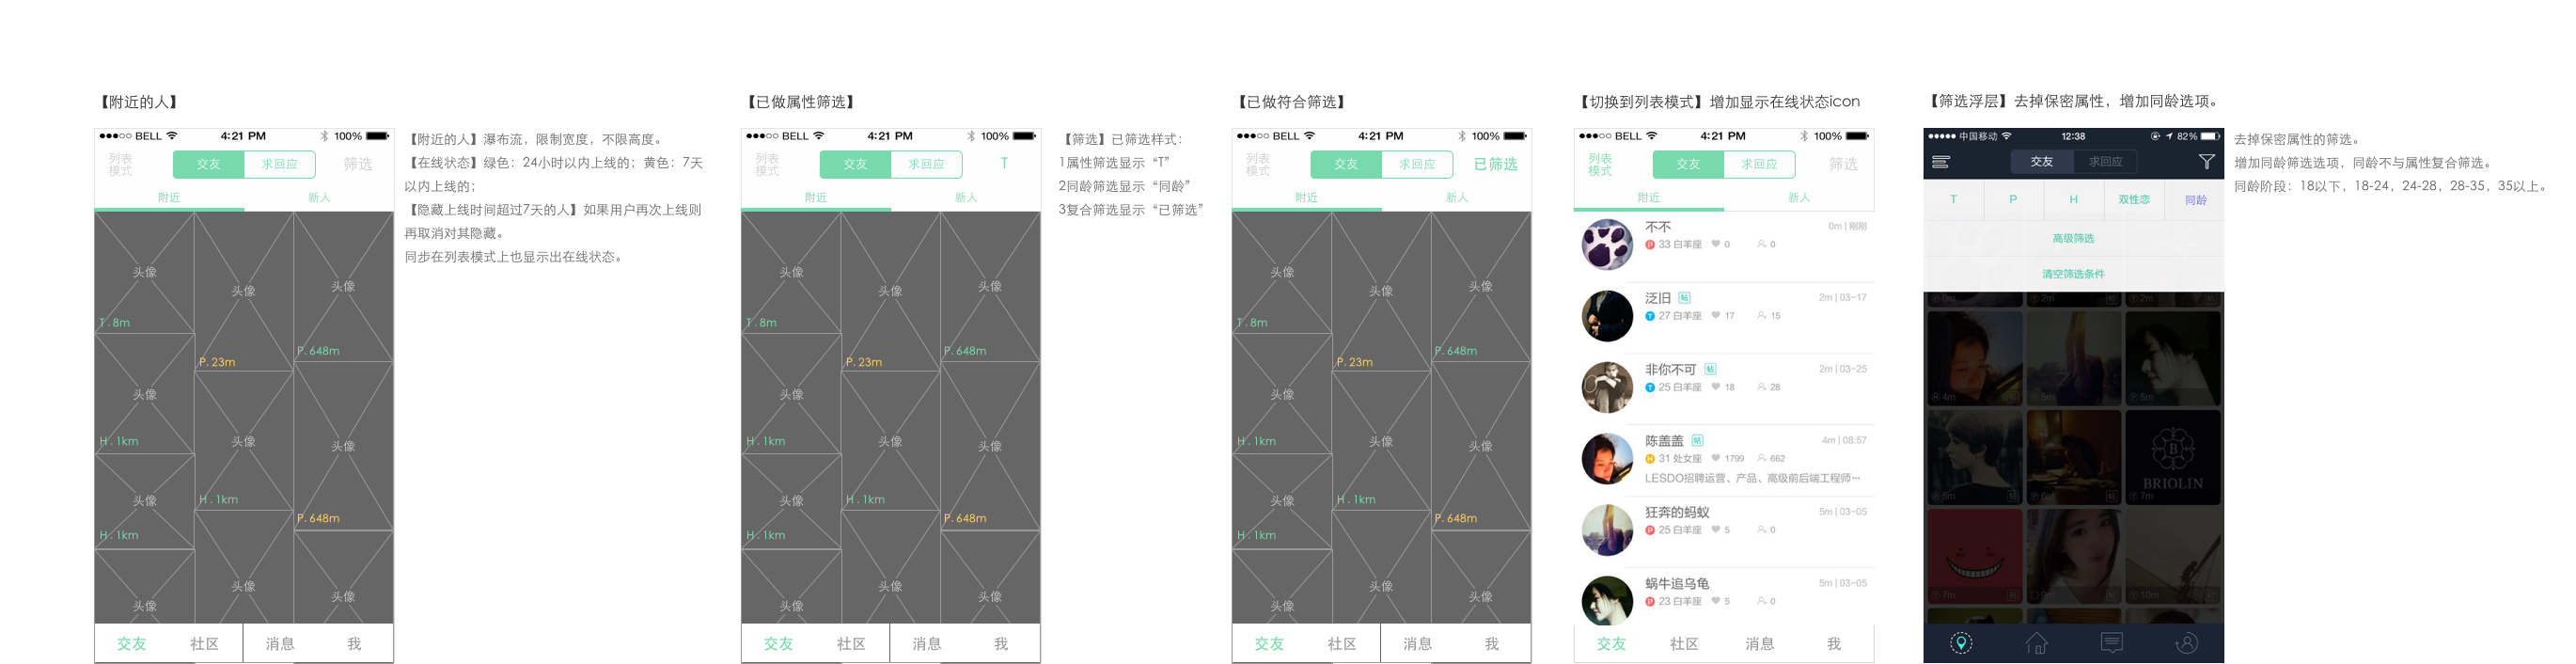 【附近的人】
●●●○○ BELL 4:21 PM 100%
列表
模式
交友
求回应
筛选
附近
新人
头像
头像
头像
T . 8m
P. 648m
P. 23m
头像
H . 1km
头像
头像
头像
H . 1km
P. 648m
H . 1km
头像
头像
头像
交友
社区
消息
我
【附近的人】瀑布流，限制宽度，不限高度。
【在线状态】绿色：24小时以内上线的；黄色：7天
以内上线的；
【隐藏上线时间超过7天的人】如果用户再次上线则
再取消对其隐藏。
同步在列表模式上也显示出在线状态。
【已做属性筛选】
●●●○○ BELL 4:21 PM 100%
列表
模式
交友
求回应
T
附近
新人
头像
头像
头像
T . 8m
P. 648m
P. 23m
头像
H . 1km
头像
头像
头像
H . 1km
P. 648m
H . 1km
头像
头像
头像
交友
社区
消息
我
【筛选】已筛选样式：
1属性筛选显示“T”
2同龄筛选显示“同龄”
3复合筛选显示“已筛选”
【已做符合筛选】
●●●○○ BELL 4:21 PM 100%
列表
模式
交友
求回应
已筛选
附近
新人
头像
头像
头像
T . 8m
P. 648m
P. 23m
头像
H . 1km
头像
头像
头像
H . 1km
P. 648m
H . 1km
头像
头像
头像
交友
社区
消息
我
【切换到列表模式】增加显示在线状态icon
●●●○○ BELL 4:21 PM 100%
列表
模式
交友
求回应
筛选
附近
新人
不不 0m | 刚刚
P 33 白羊座 0 0
泛旧 帖 2m | 03-17
T 27 白羊座 17 15
非你不可 帖 2m | 03-25
T 25 白羊座 18 28
陈盖盖 帖 4m | 08:57
H 31 处女座 1799 662
LESDO招聘运营、产品、高级前后端工程师…
狂奔的蚂蚁 5m | 03-05
P 25 白羊座 5 0
蜗牛追乌龟 5m | 03-05
P 23 白羊座 5 0
交友
社区
消息
我
【筛选浮层】去掉保密属性，增加同龄选项。
●●●●● 中国移动 12:38 82%
交友
求回应
T
P
H
双性恋
同龄
高级筛选
清空筛选条件
0m
2m
2m
H 4m
5m
5m
5m
6m
B
BRIOLIN
7m
7m
9m
10m
去掉保密属性的筛选。
增加同龄筛选选项，同龄不与属性复合筛选。
同龄阶段：18以下，18-24，24-28，28-35，35以上。